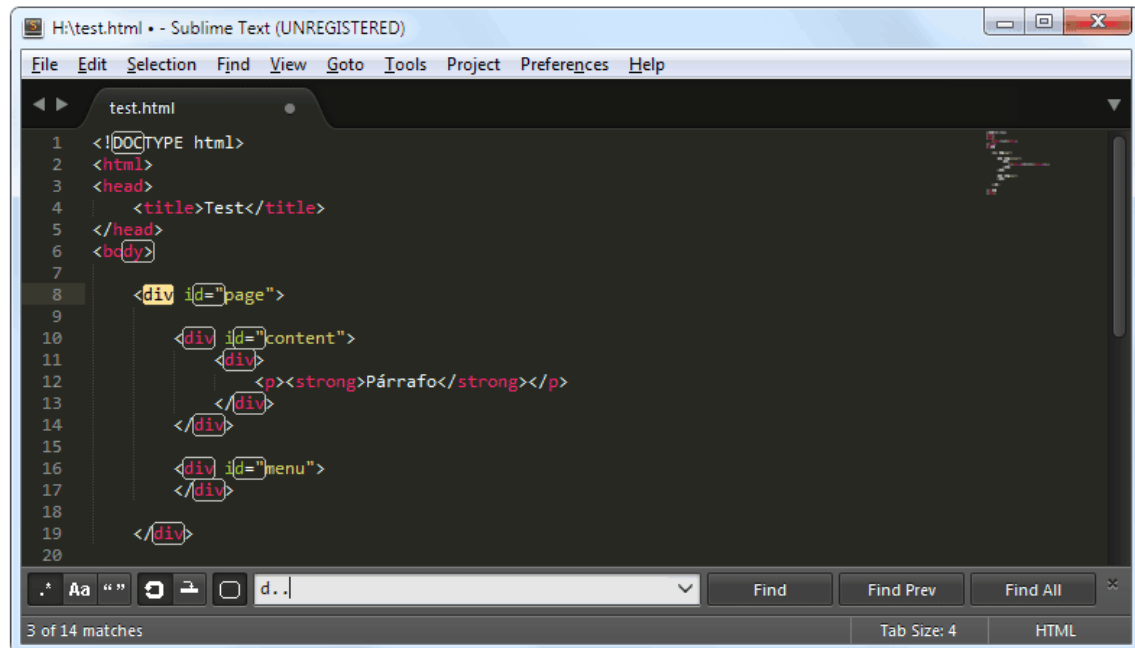 H:\test.html • - Sublime Text (UNREGISTERED)
File Edit Selection Find View Goto Tools Project Preferences Help
test.html
1 <!DOCTYPE html>
2 <html>
3 <head>
4 <title>Test</title>
5 </head>
6 <body>
7
8 <div id="page">
9
10 <div id="content">
11 <div>
12 <p><strong>Párrafo</strong></p>
13 </div>
14 </div>
15
16 <div id="menu">
17 </div>
18
19 </div>
20
.* Aa “ ” d.. Find Find Prev Find All
3 of 14 matches Tab Size: 4 HTML